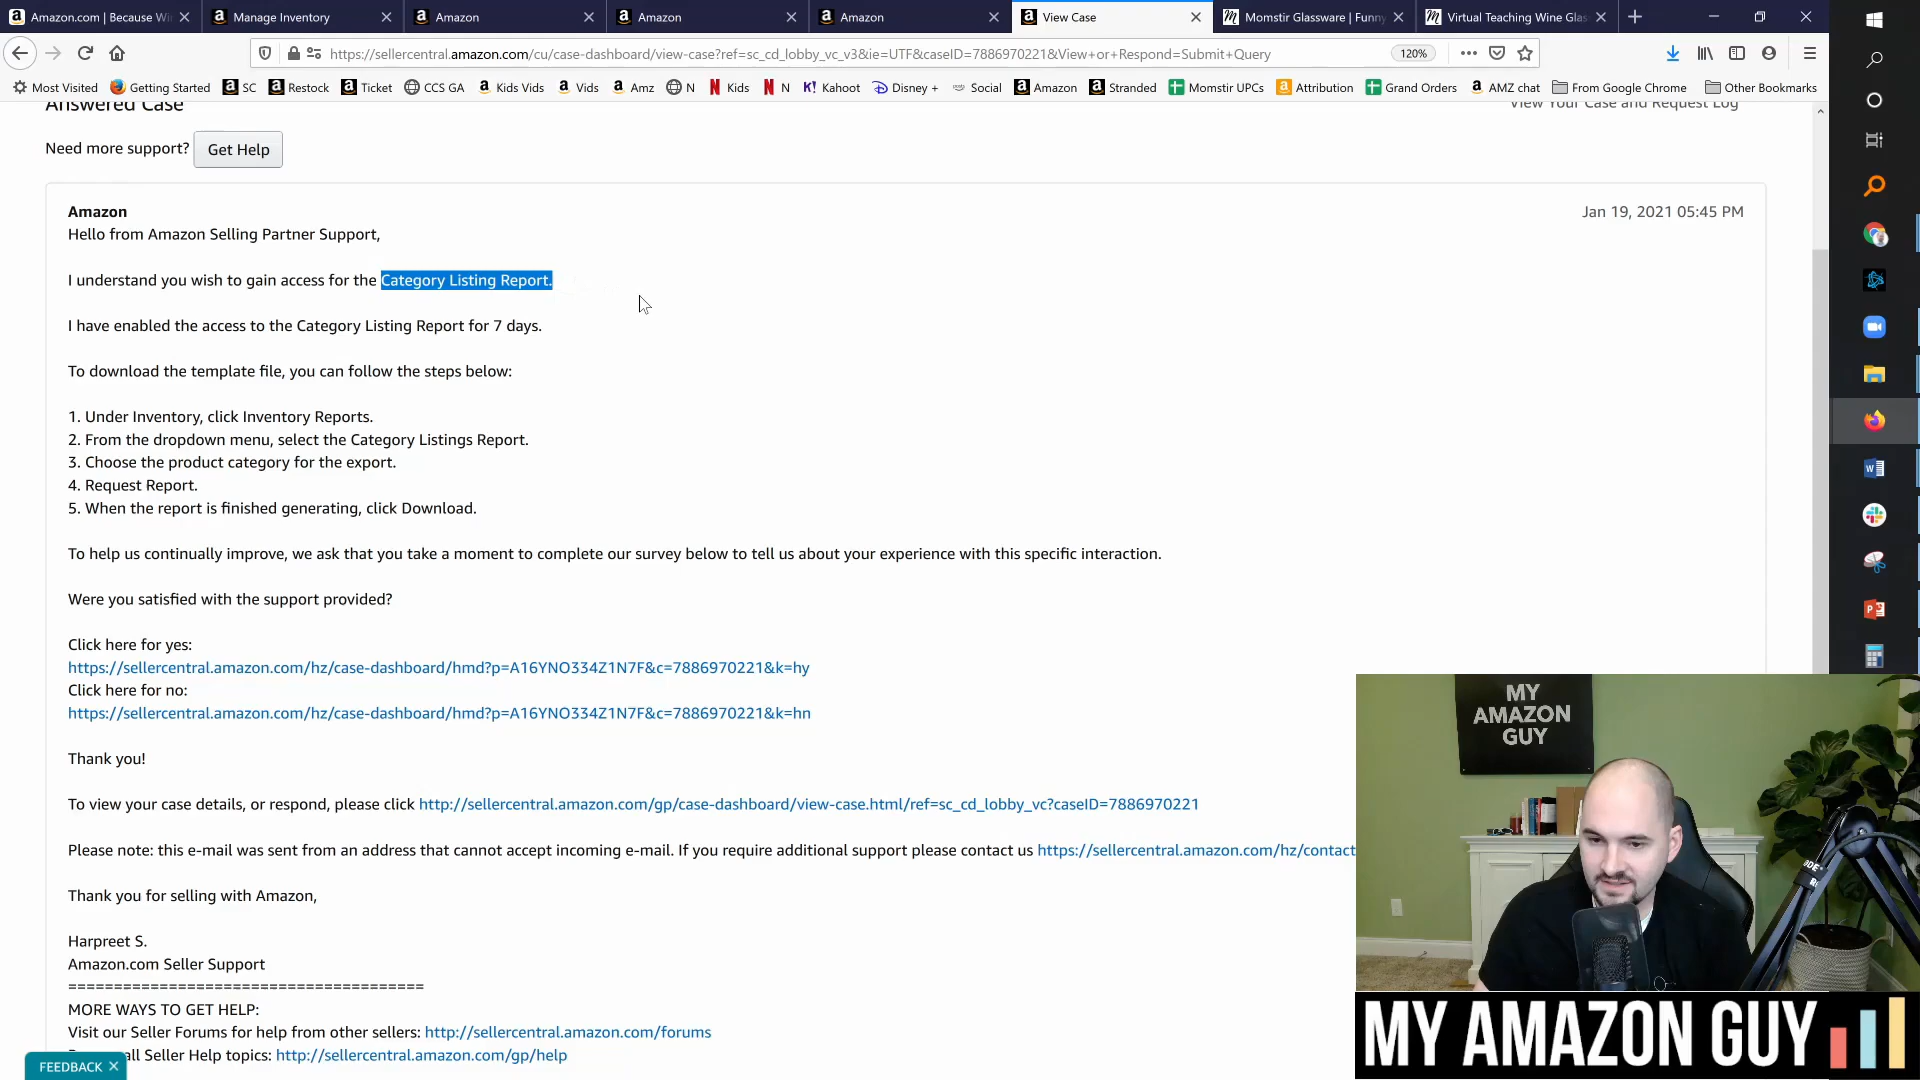 Amazon.com | Because Wi
Manage Inventory
Amazon
Amazon
Amazon
View Case
Momstir Glassware | Funny
Virtual Teaching Wine Glas
https://sellercentral.amazon.com/cu/case-dashboard/view-case?ref=sc_cd_lobby_vc_v3&ie=UTF&caseID=7886970221&View+or+Respond=Submit+Query
120%
Most Visited
Getting Started
SC
Restock
Ticket
CCS GA
Kids Vids
Vids
Amz
N
Kids
N
Kahoot
Disney +
Social
Amazon
Stranded
Momstir UPCs
Attribution
Grand Orders
AMZ chat
From Google Chrome
Other Bookmarks
Answered Case
View Your Case and Request Log
Need more support? Get Help
Amazon
Jan 19, 2021 05:45 PM
Hello from Amazon Selling Partner Support,
I understand you wish to gain access for the Category Listing Report.
I have enabled the access to the Category Listing Report for 7 days.
To download the template file, you can follow the steps below:
1. Under Inventory, click Inventory Reports.
2. From the dropdown menu, select the Category Listings Report.
3. Choose the product category for the export.
4. Request Report.
5. When the report is finished generating, click Download.
To help us continually improve, we ask that you take a moment to complete our survey below to tell us about your experience with this specific interaction.
Were you satisfied with the support provided?
Click here for yes:
https://sellercentral.amazon.com/hz/case-dashboard/hmd?p=A16YNO334Z1N7F&c=7886970221&k=hy
Click here for no:
https://sellercentral.amazon.com/hz/case-dashboard/hmd?p=A16YNO334Z1N7F&c=7886970221&k=hn
Thank you!
To view your case details, or respond, please click http://sellercentral.amazon.com/gp/case-dashboard/view-case.html/ref=sc_cd_lobby_vc?caseID=7886970221
Please note: this e-mail was sent from an address that cannot accept incoming e-mail. If you require additional support please contact us https://sellercentral.amazon.com/hz/contact
Thank you for selling with Amazon,
Harpreet S.
Amazon.com Seller Support
=======================================
MORE WAYS TO GET HELP:
Visit our Seller Forums for help from other sellers: http://sellercentral.amazon.com/forums
all Seller Help topics: http://sellercentral.amazon.com/gp/help
FEEDBACK
MY
AMAZON
GUY
MY AMAZON GUY